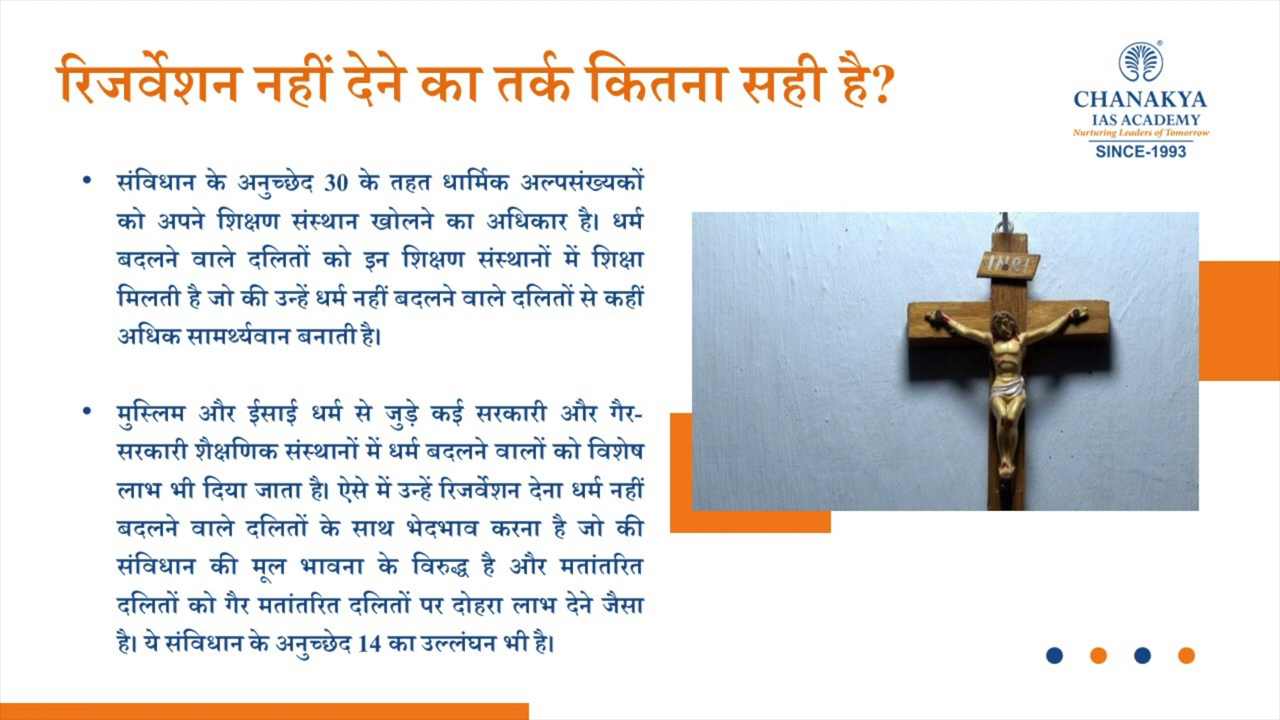 रिजर्वेशन नहीं देने का तर्क कितना सही है?
CHANAKYA
IAS ACADEMY
Nurturing Leaders of Tomorrow
SINCE-1993
• संविधान के अनुच्छेद 30 के तहत धार्मिक अल्पसंख्यकों
को अपने शिक्षण संस्थान खोलने का अधिकार है। धर्म
बदलने वाले दलितों को इन शिक्षण संस्थानों में शिक्षा
मिलती है जो की उन्हें धर्म नहीं बदलने वाले दलितों से कहीं
अधिक सामर्थ्यवान बनाती है।
• मुस्लिम और ईसाई धर्म से जुड़े कई सरकारी और गैर-
सरकारी शैक्षणिक संस्थानों में धर्म बदलने वालों को विशेष
लाभ भी दिया जाता है। ऐसे में उन्हें रिजर्वेशन देना धर्म नहीं
बदलने वाले दलितों के साथ भेदभाव करना है जो की
संविधान की मूल भावना के विरुद्ध है और मतांतरित
दलितों को गैर मतांतरित दलितों पर दोहरा लाभ देने जैसा
है। ये संविधान के अनुच्छेद 14 का उल्लंघन भी है।